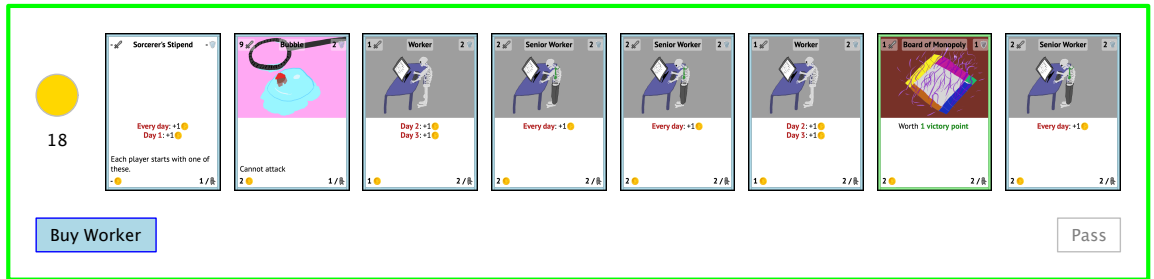 - Sorcerer's Stipend -
Every day: +1
Day 1: +1
Each player starts with one of
these.
- 1 /
9 Bubble 2
Cannot attack
2 1 /
1 Worker 2
Day 2: +1
Day 3: +1
1 2 /
2 Senior Worker 2
Every day: +1
2 2 /
2 Senior Worker 2
Every day: +1
2 2 /
1 Worker 2
Day 2: +1
Day 3: +1
1 2 /
1 Board of Monopoly 1
Worth 1 victory point
2 2 /
2 Senior Worker 2
Every day: +1
2 2 /
18
Buy Worker
Pass